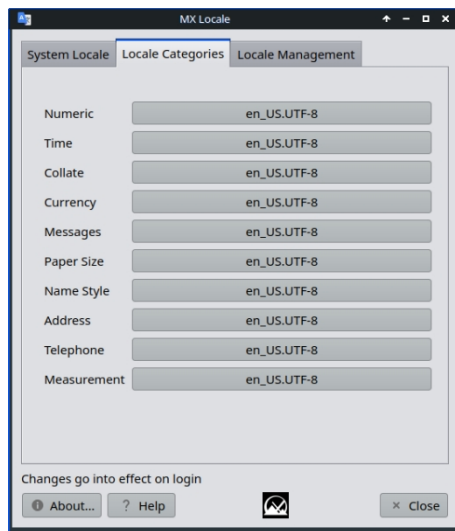 MX Locale
System Locale Locale Categories Locale Management
Numeric en_US.UTF-8
Time en_US.UTF-8
Collate en_US.UTF-8
Currency en_US.UTF-8
Messages en_US.UTF-8
Paper Size en_US.UTF-8
Name Style en_US.UTF-8
Address en_US.UTF-8
Telephone en_US.UTF-8
Measurement en_US.UTF-8
Changes go into effect on login
About... ? Help × Close